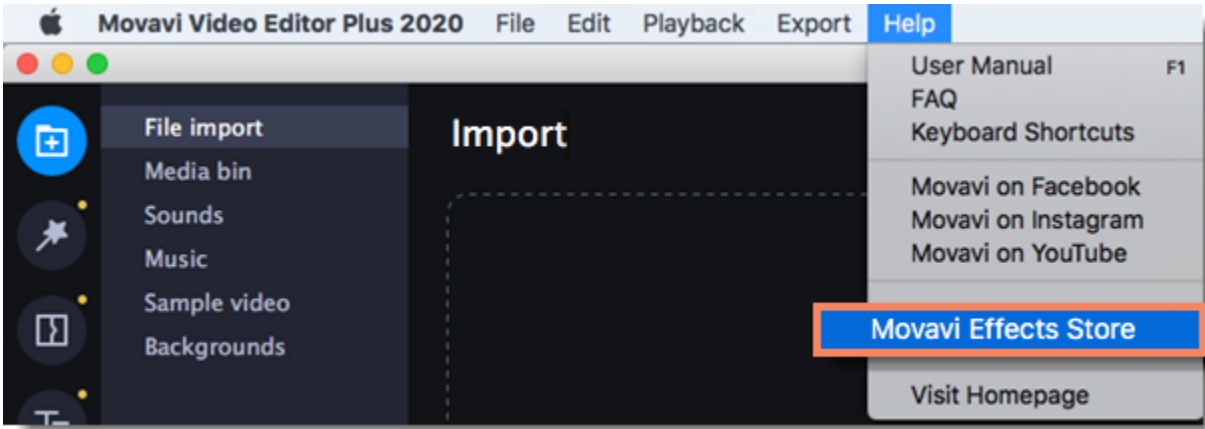 Movavi Video Editor Plus 2020 File Edit Playback Export Help
User Manual F1
FAQ
Keyboard Shortcuts
Movavi on Facebook
Movavi on Instagram
Movavi on YouTube
Movavi Effects Store
Visit Homepage
File import
Media bin
Sounds
Music
Sample video
Backgrounds
Import